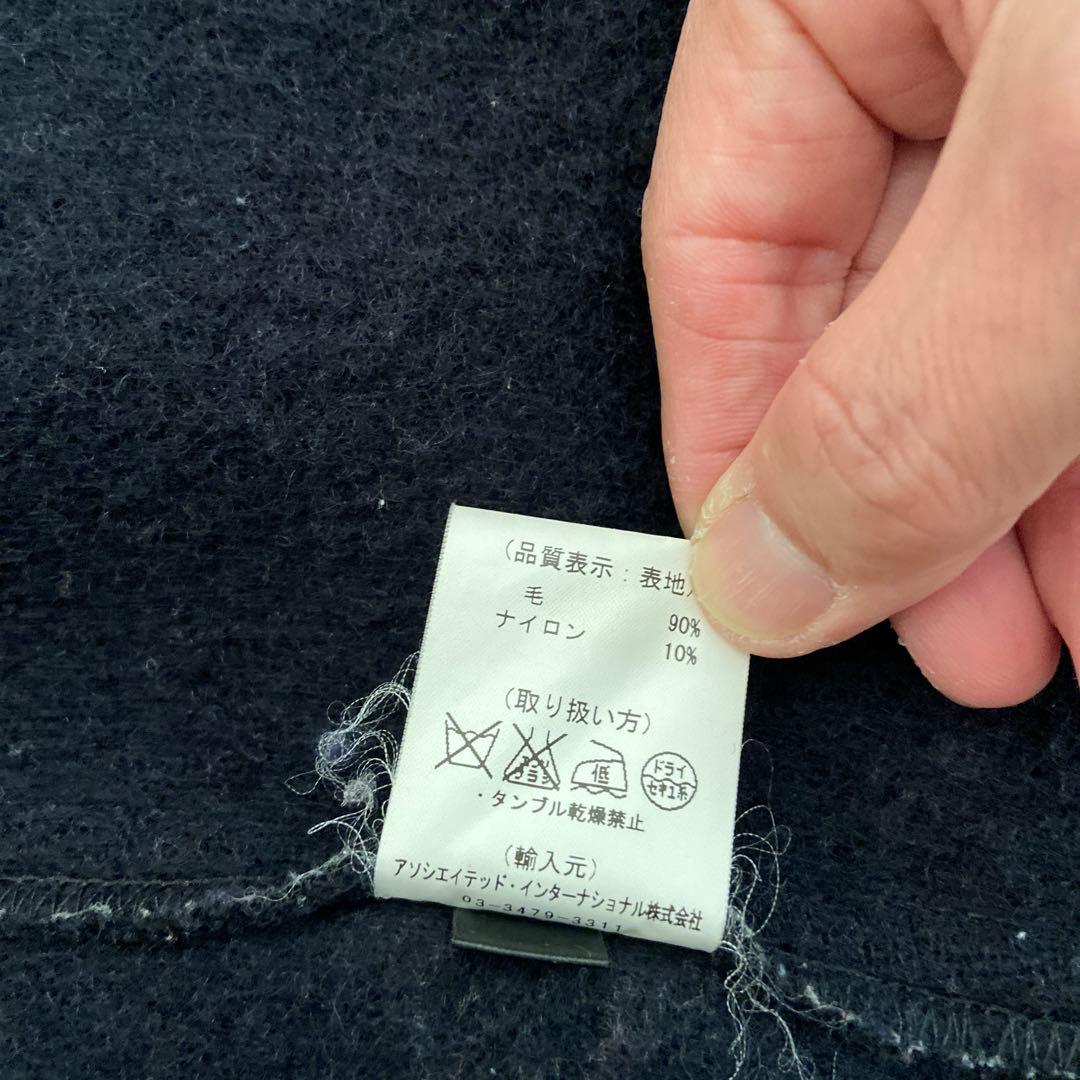 (品質表示:表地)
毛 90%
ナイロン 10%
(取り扱い方)
低 ドライ
セキユ系
・タンブル乾燥禁止
(輸入元)
アソシエイテッド・インターナショナル株式会社
03-3479-3311